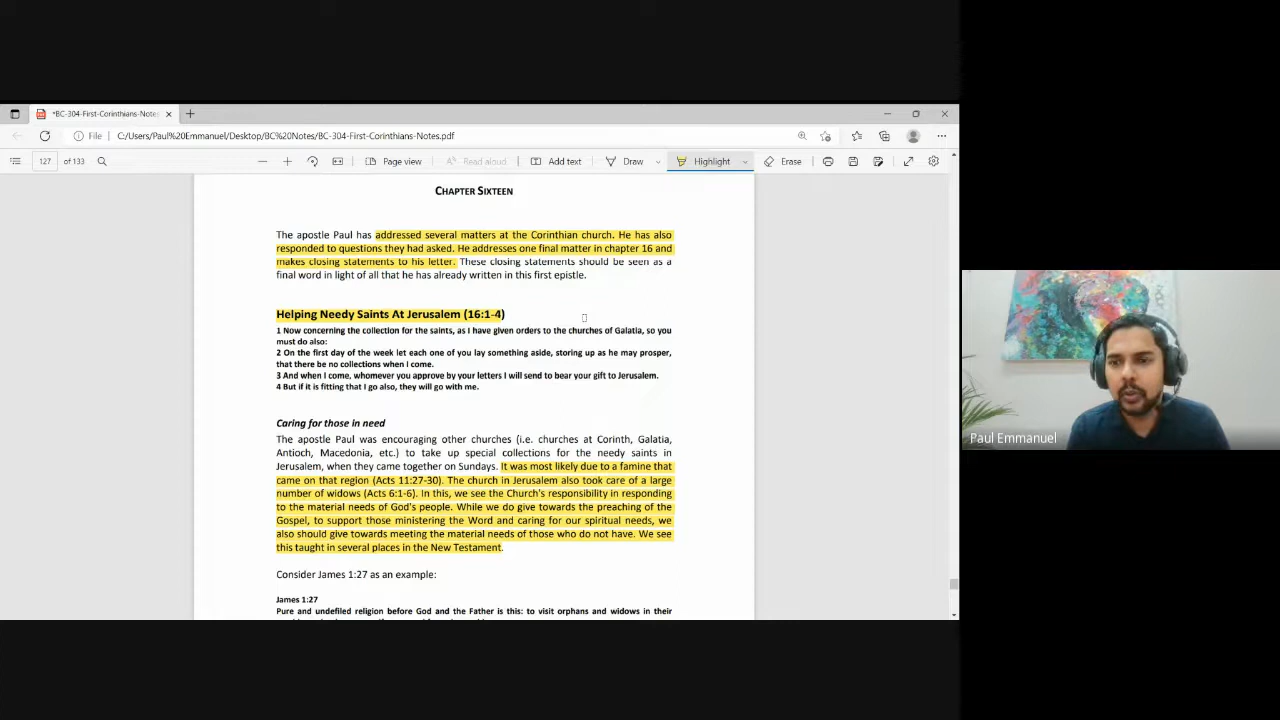 *BC-304-First-Corinthians-Notes
File
C:/Users/Paul%20Emmanuel/Desktop/BC%20Notes/BC-304-First-Corinthians-Notes.pdf
127 of 133
Page view
Read aloud
Add text
Draw
Highlight
Erase
CHAPTER SIXTEEN
The apostle Paul has addressed several matters at the Corinthian church. He has also
responded to questions they had asked. He addresses one final matter in chapter 16 and
makes closing statements to his letter. These closing statements should be seen as a
final word in light of all that he has already written in this first epistle.
Helping Needy Saints At Jerusalem (16:1-4)
1 Now concerning the collection for the saints, as I have given orders to the churches of Galatia, so you
must do also:
2 On the first day of the week let each one of you lay something aside, storing up as he may prosper,
that there be no collections when I come.
3 And when I come, whomever you approve by your letters I will send to bear your gift to Jerusalem.
4 But if it is fitting that I go also, they will go with me.
Caring for those in need
The apostle Paul was encouraging other churches (i.e. churches at Corinth, Galatia,
Antioch, Macedonia, etc.) to take up special collections for the needy saints in
Jerusalem, when they came together on Sundays. It was most likely due to a famine that
came on that region (Acts 11:27-30). The church in Jerusalem also took care of a large
number of widows (Acts 6:1-6). In this, we see the Church's responsibility in responding
to the material needs of God's people. While we do give towards the preaching of the
Gospel, to support those ministering the Word and caring for our spiritual needs, we
also should give towards meeting the material needs of those who do not have. We see
this taught in several places in the New Testament.
Consider James 1:27 as an example:
James 1:27
Pure and undefiled religion before God and the Father is this: to visit orphans and widows in their
Paul Emmanuel